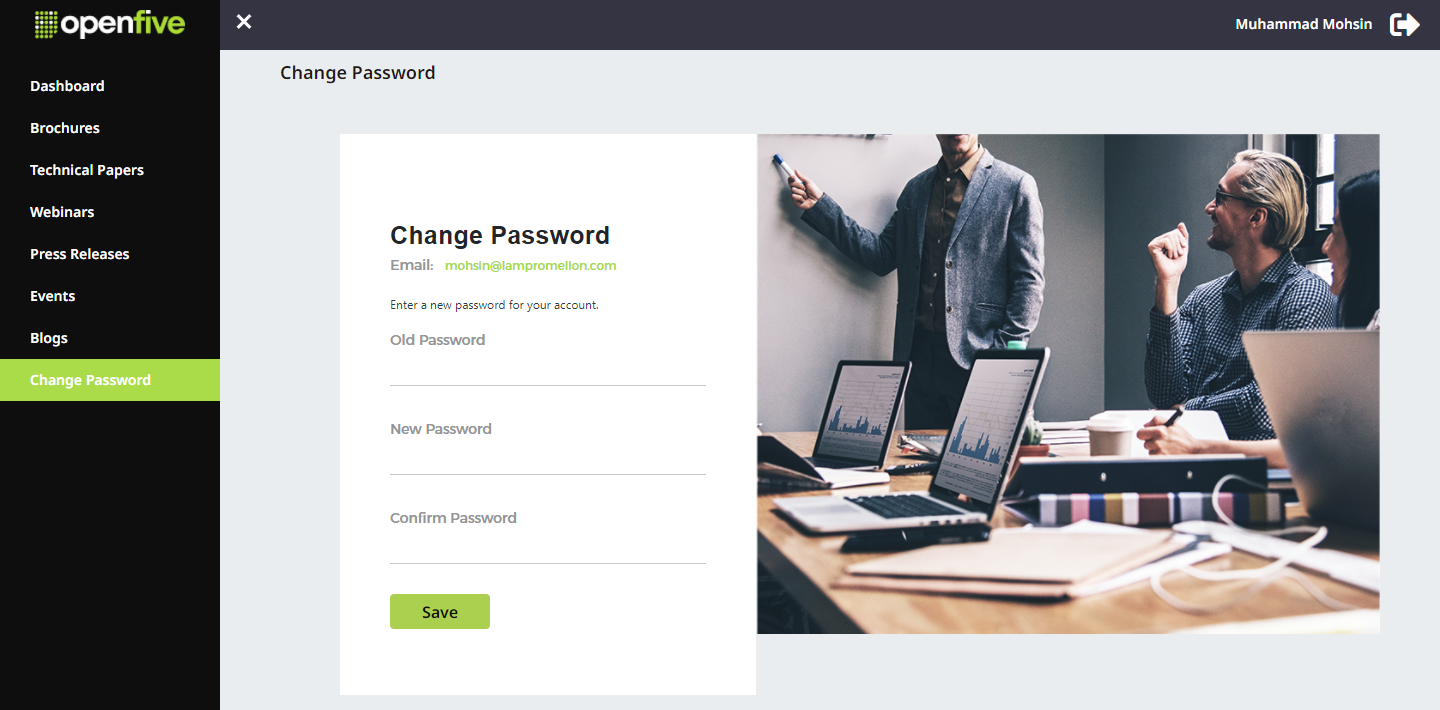 openfive
Muhammad Mohsin
Dashboard
Brochures
Technical Papers
Webinars
Press Releases
Events
Blogs
Change Password
Change Password
Change Password
Email: mohsin@lampromellon.com
Enter a new password for your account.
Old Password
New Password
Confirm Password
Save